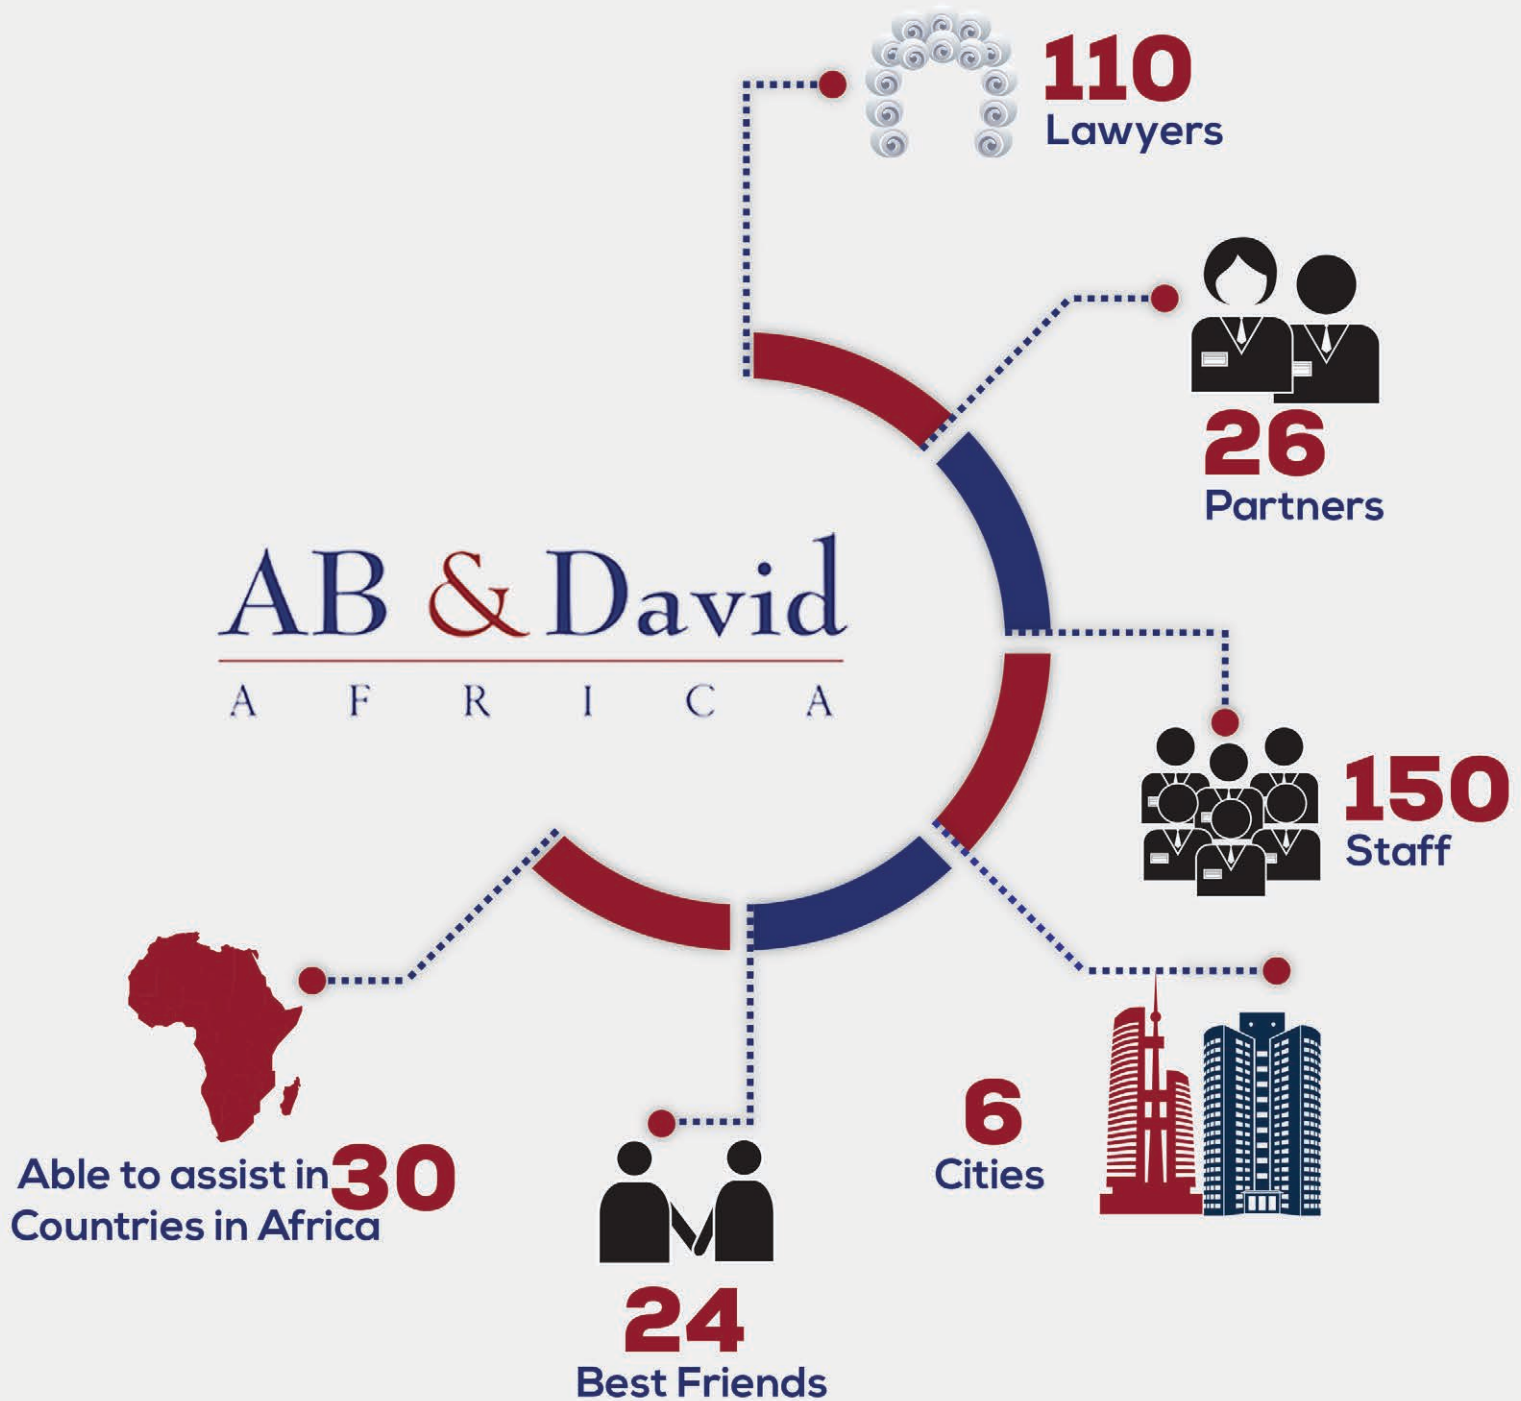 110
Lawyers
26
Partners
AB & David
AFRICA
150
Staff
6
Cities
Able to assist in 30
Countries in Africa
24
Best Friends